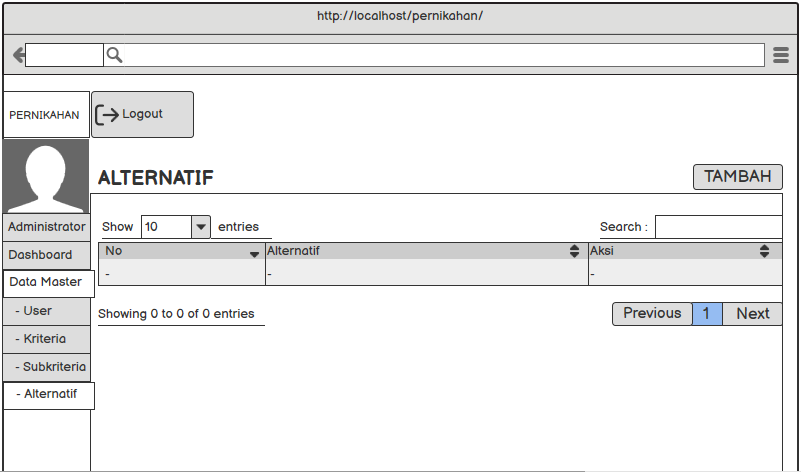 http://localhost/pernikahan/
PERNIKAHAN
Logout
ALTERNATIF
TAMBAH
Administrator
Dashboard
Data Master
- User
- Kriteria
- Subkriteria
- Alternatif
Show 10 entries
Search :
No Alternatif Aksi
- - -
Showing 0 to 0 of 0 entries
Previous 1 Next